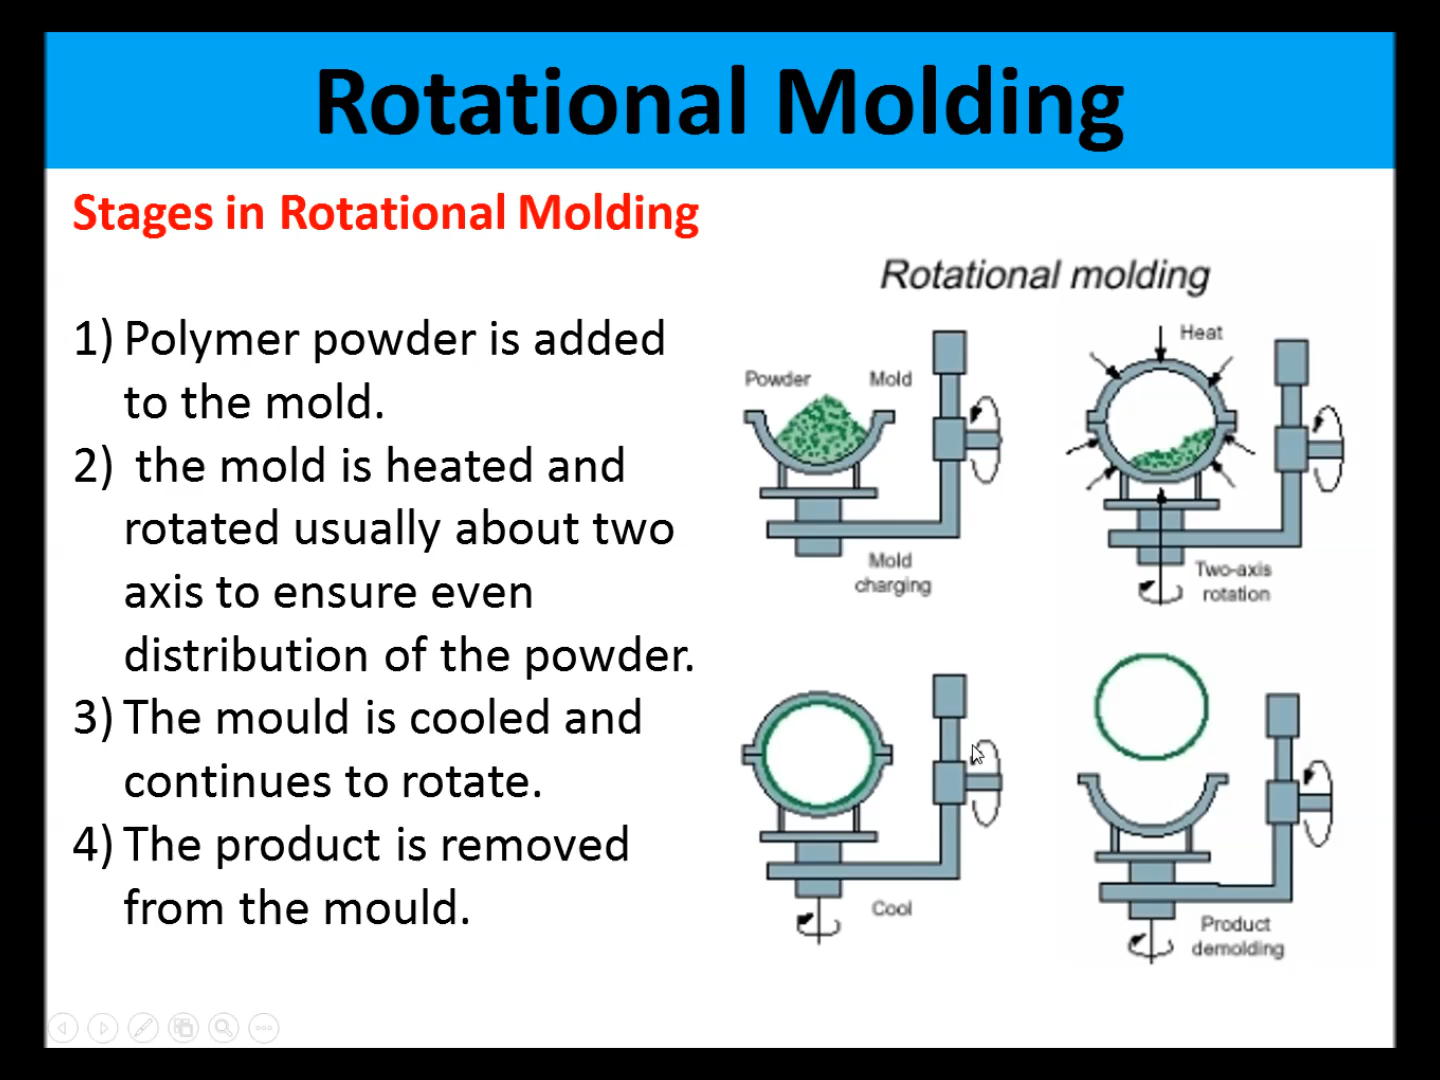 Rotational Molding
Stages in Rotational Molding
1) Polymer powder is added
to the mold.
2) the mold is heated and
rotated usually about two
axis to ensure even
distribution of the powder.
3) The mould is cooled and
continues to rotate.
4) The product is removed
from the mould.
Rotational molding
Powder
Mold
Mold
charging
Heat
Two-axis
rotation
Cool
Product
demolding